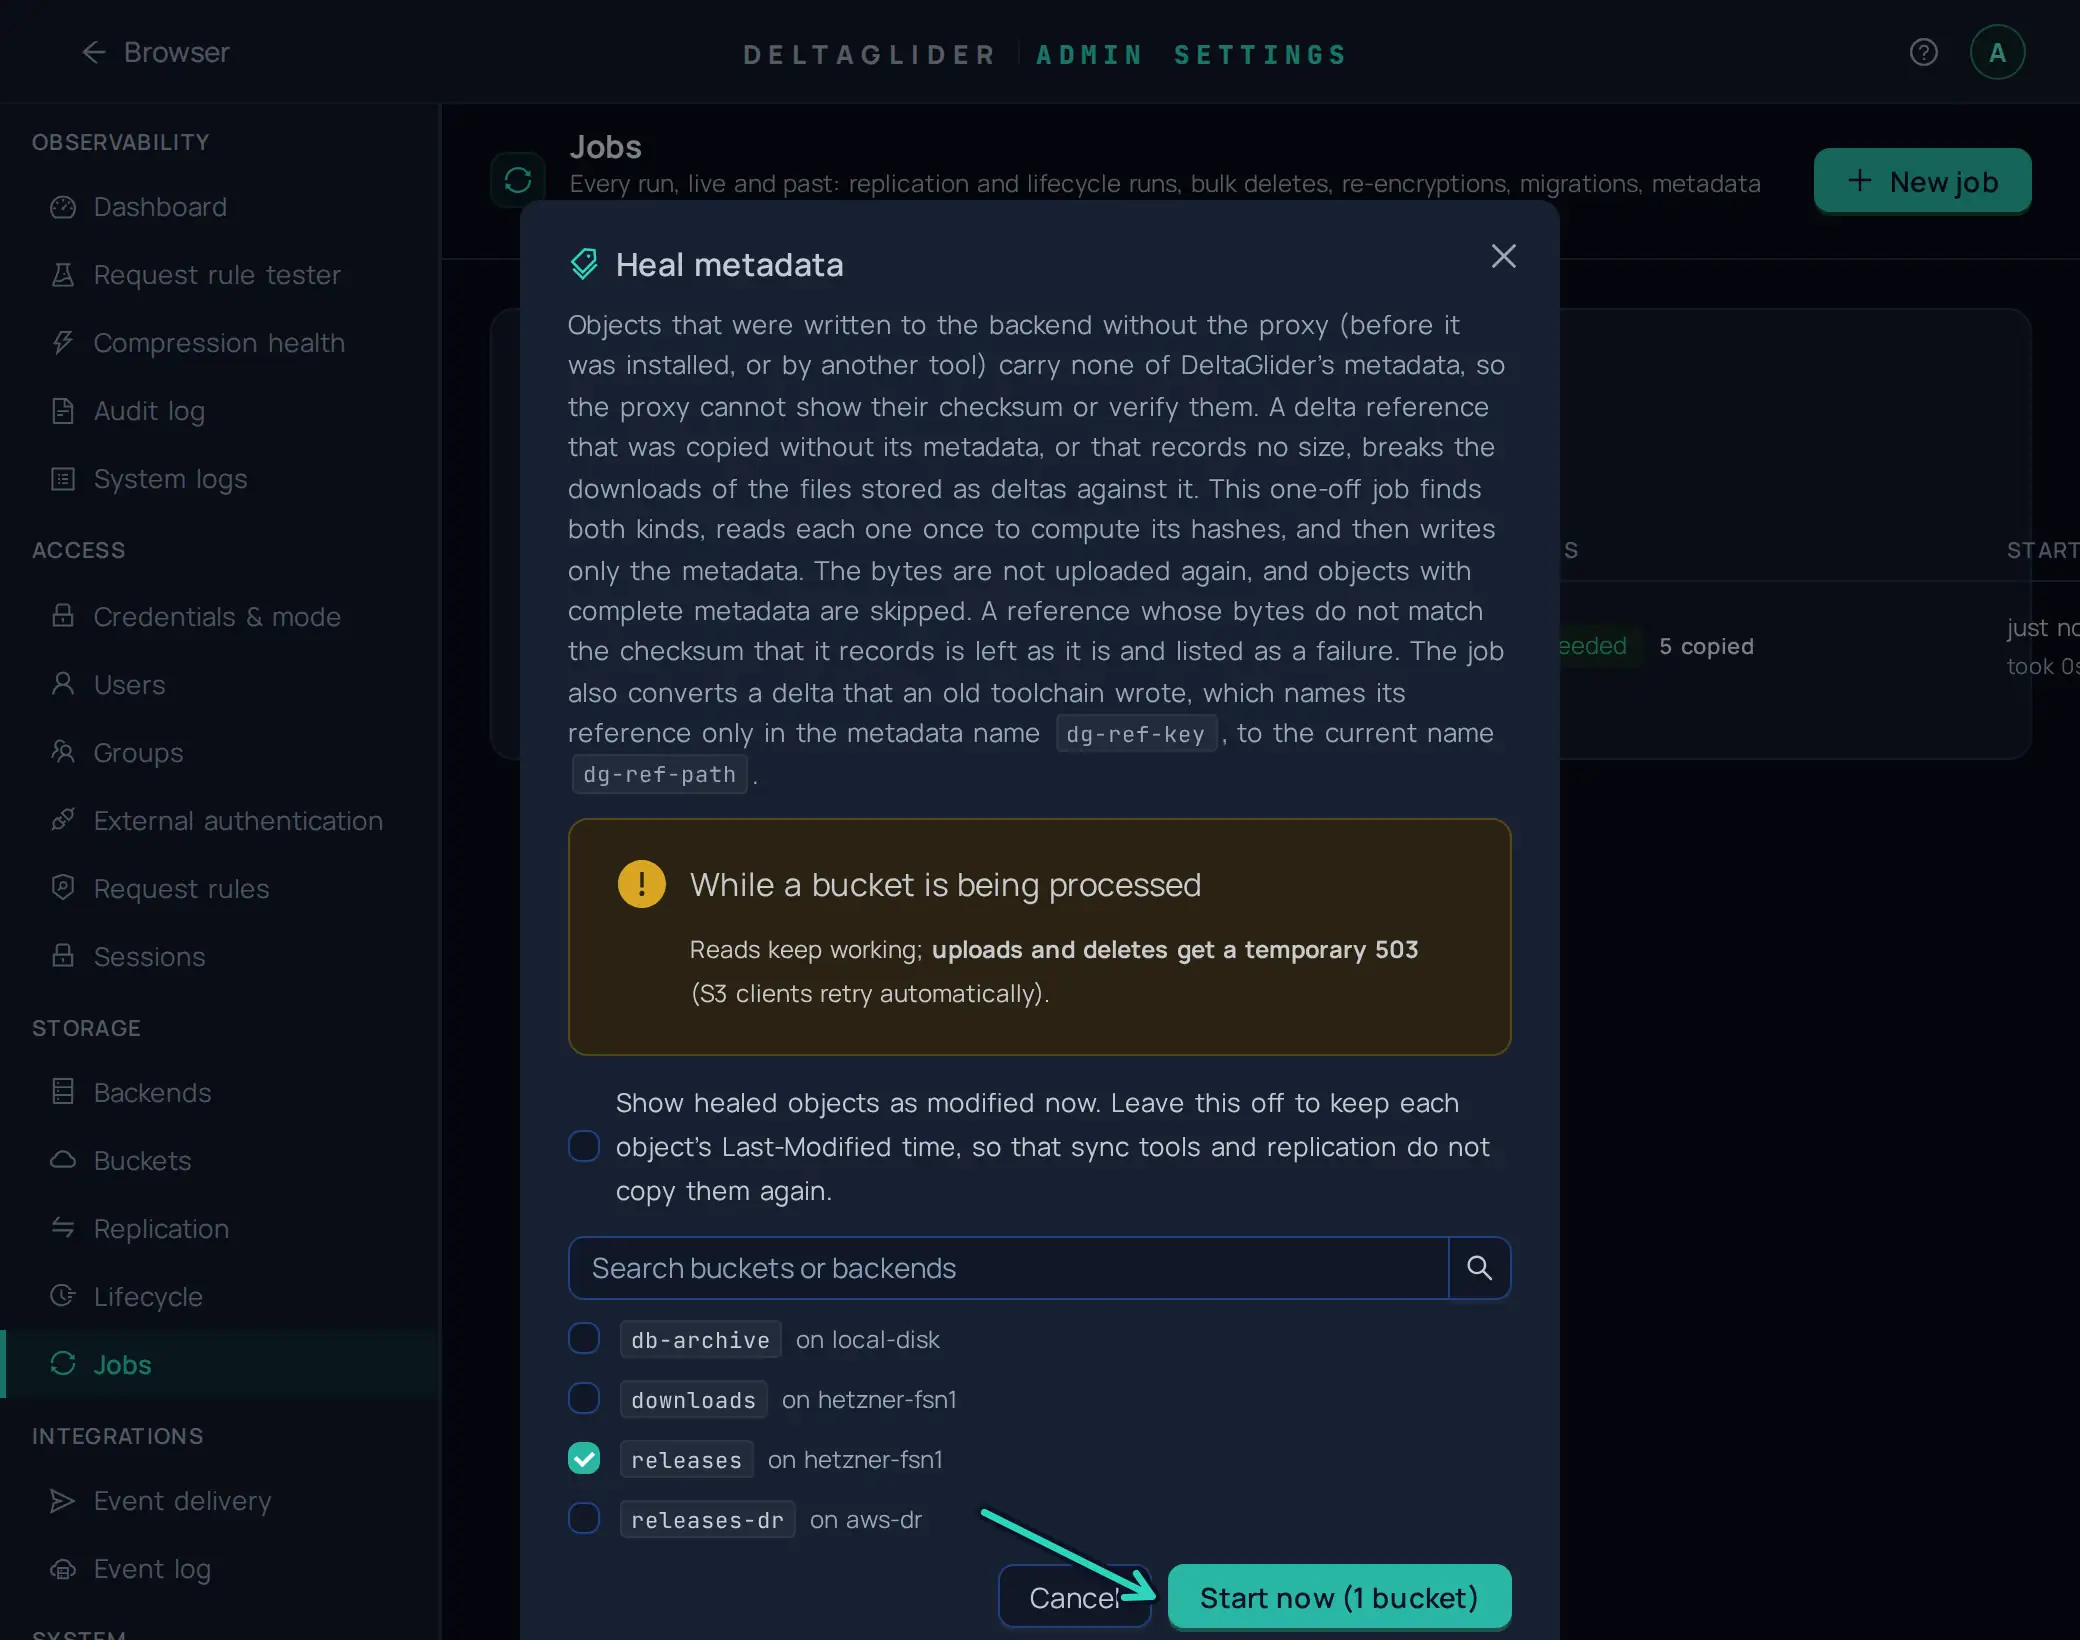 Browser
DELTAGLIDER ADMIN SETTINGS
A
OBSERVABILITY
Dashboard
Request rule tester
Compression health
Audit log
System logs
ACCESS
Credentials & mode
Users
Groups
External authentication
Request rules
Sessions
STORAGE
Backends
Buckets
Replication
Lifecycle
Jobs
INTEGRATIONS
Event delivery
Event log
SYSTEM
Jobs
Every run, live and past: replication and lifecycle runs, bulk deletes, re-encryptions, migrations, metadata
New job
Heal metadata
Objects that were written to the backend without the proxy (before it
was installed, or by another tool) carry none of DeltaGlider's metadata, so
the proxy cannot show their checksum or verify them. A delta reference
that was copied without its metadata, or that records no size, breaks the
downloads of the files stored as deltas against it. This one-off job finds
both kinds, reads each one once to compute its hashes, and then writes
only the metadata. The bytes are not uploaded again, and objects with
complete metadata are skipped. A reference whose bytes do not match
the checksum that it records is left as it is and listed as a failure. The job
also converts a delta that an old toolchain wrote, which names its
reference only in the metadata name dg-ref-key, to the current name
dg-ref-path.
While a bucket is being processed
Reads keep working; uploads and deletes get a temporary 503
(S3 clients retry automatically).
Show healed objects as modified now. Leave this off to keep each
object's Last-Modified time, so that sync tools and replication do not
copy them again.
Search buckets or backends
db-archive on local-disk
downloads on hetzner-fsn1
releases on hetzner-fsn1
releases-dr on aws-dr
Cancel
Start now (1 bucket)
S
START
eeded 5 copied
just no
took 0s